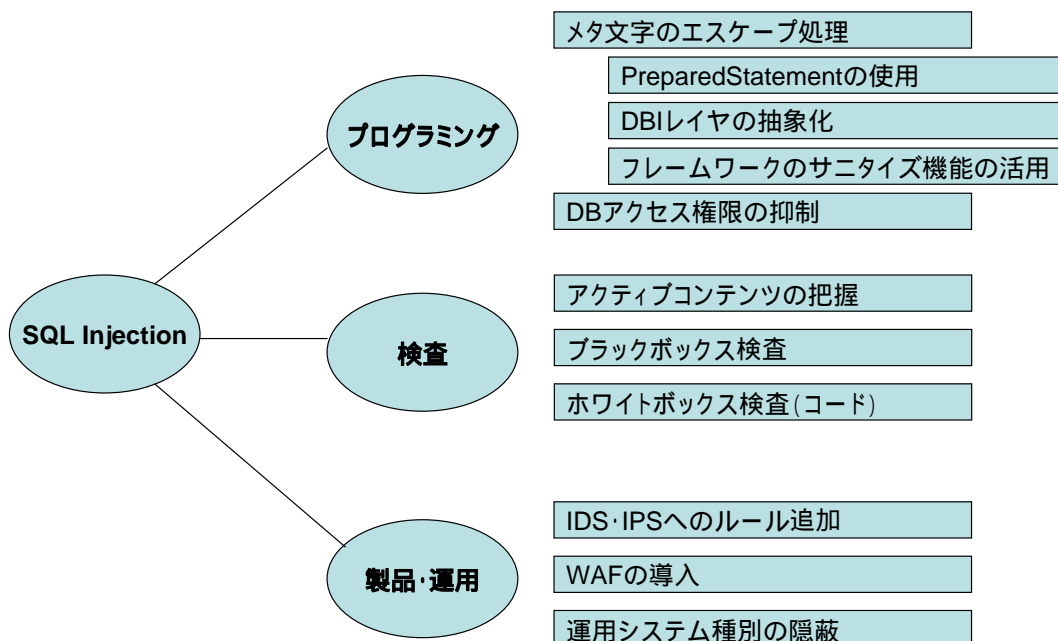 SQL Injection
プログラミング
メタ文字のエスケープ処理
PreparedStatementの使用
DBIレイヤの抽象化
フレームワークのサニタイズ機能の活用
DBアクセス権限の抑制
検査
アクティブコンテンツの把握
ブラックボックス検査
ホワイトボックス検査(コード)
製品・運用
IDS・IPSへのルール追加
WAFの導入
運用システム種別の隠蔽